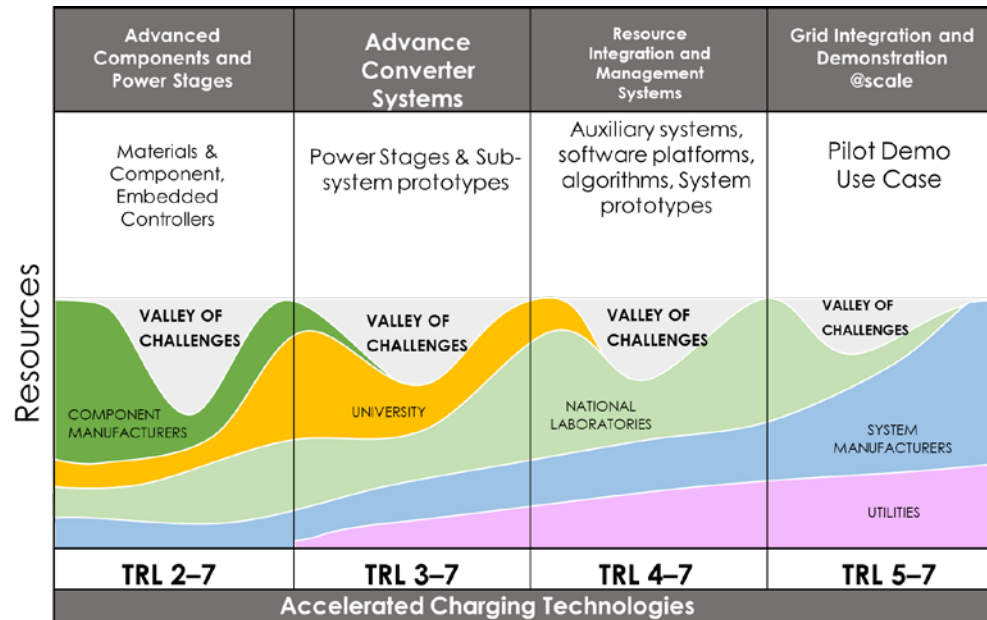 Advanced
Components and
Power Stages
Advance
Converter
Systems
Resource
Integration and
Management
Systems
Grid Integration and
Demonstration
@scale
Materials &
Component,
Embedded
Controllers
Power Stages & Sub-
system prototypes
Auxiliary systems,
software platforms,
algorithms, System
prototypes
Pilot Demo
Use Case
Resources
VALLEY OF
CHALLENGES
VALLEY OF
CHALLENGES
VALLEY OF
CHALLENGES
VALLEY OF
CHALLENGES
COMPONENT
MANUFACTURERS
UNIVERSITY
NATIONAL
LABORATORIES
SYSTEM
MANUFACTURERS
UTILITIES
TRL 2–7
TRL 3–7
TRL 4–7
TRL 5–7
Accelerated Charging Technologies